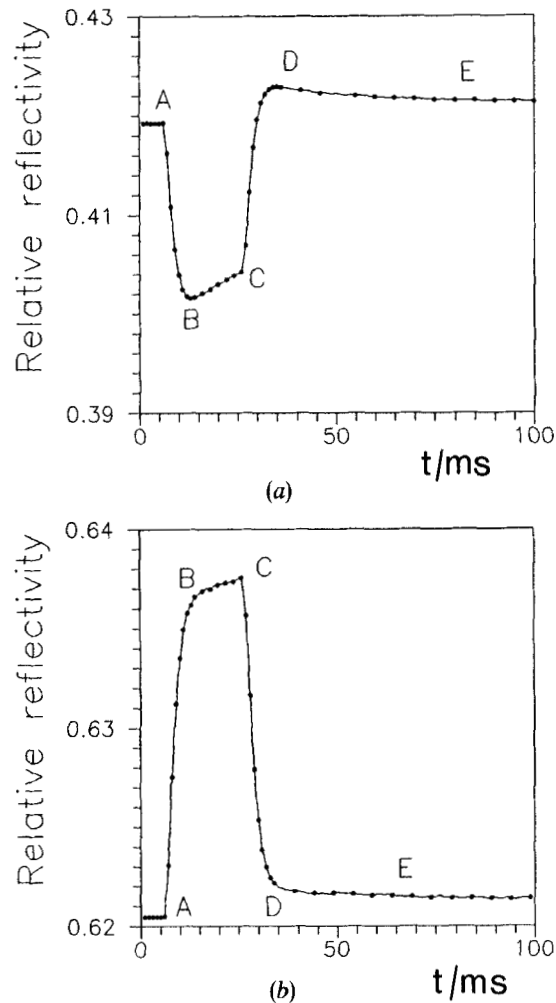 0.43
0.41
0.39
Relative reflectivity
A
B
C
D
E
0
50
100
t/ms
(a)
0.64
0.63
0.62
Relative reflectivity
A
B
C
D
E
0
50
100
t/ms
(b)